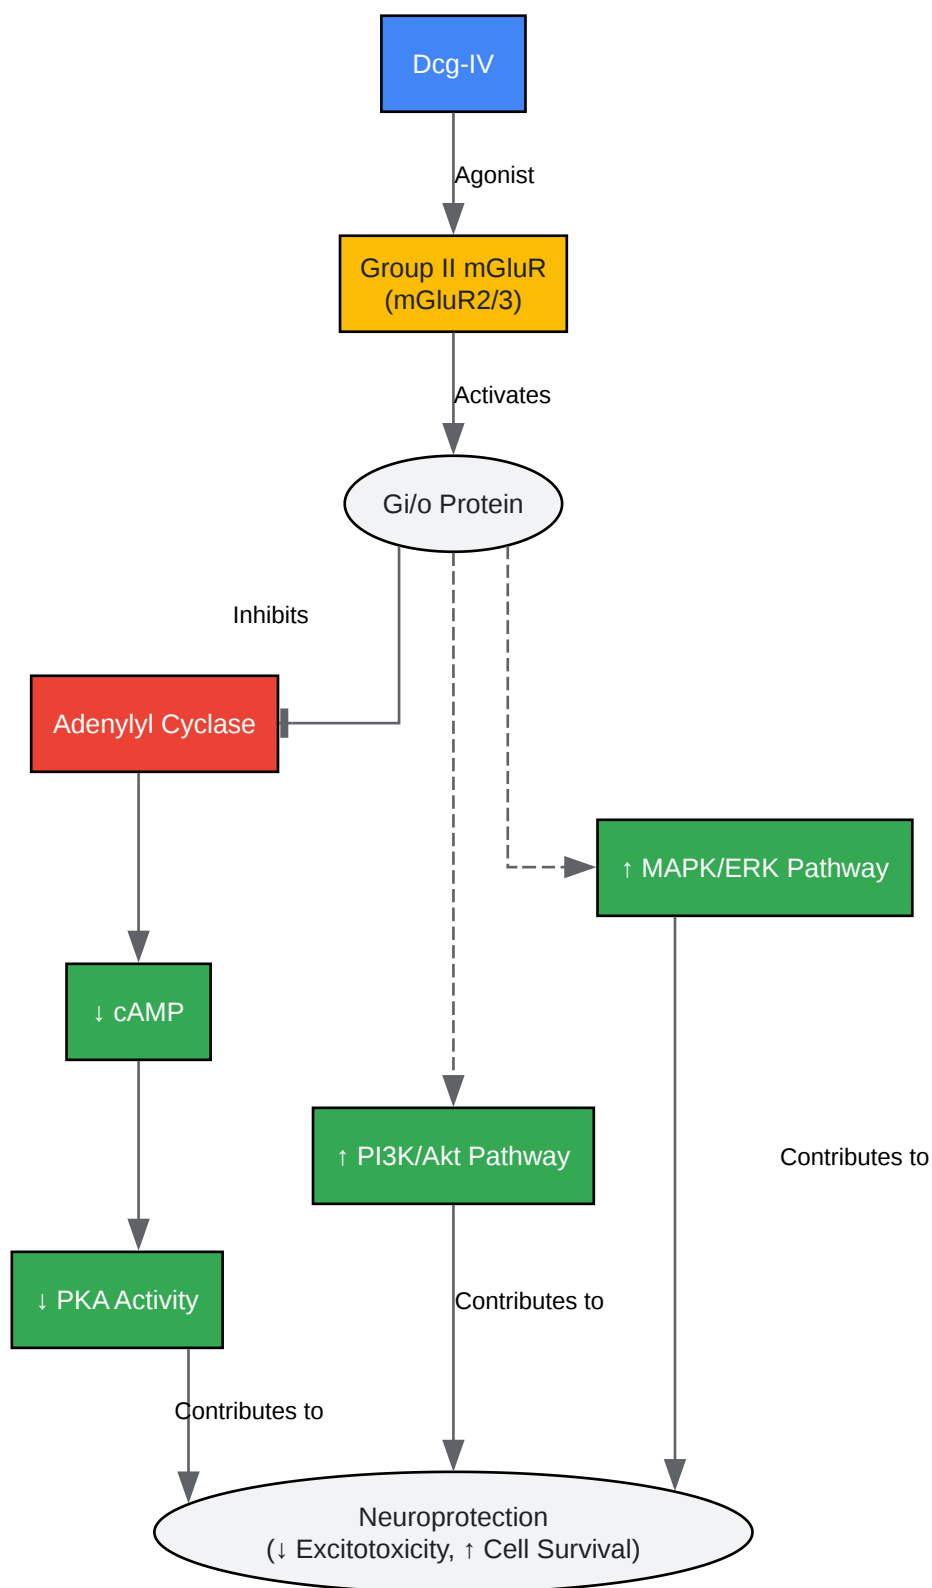 Dcg-IV
Agonist
Group II mGluR
(mGluR2/3)
Activates
Gi/o Protein
Inhibits
Adenylyl Cyclase
↑ MAPK/ERK Pathway
↓ cAMP
↑ PI3K/Akt Pathway
Contributes to
↓ PKA Activity
Contributes to
Contributes to
Neuroprotection
(↓ Excitotoxicity, ↑ Cell Survival)